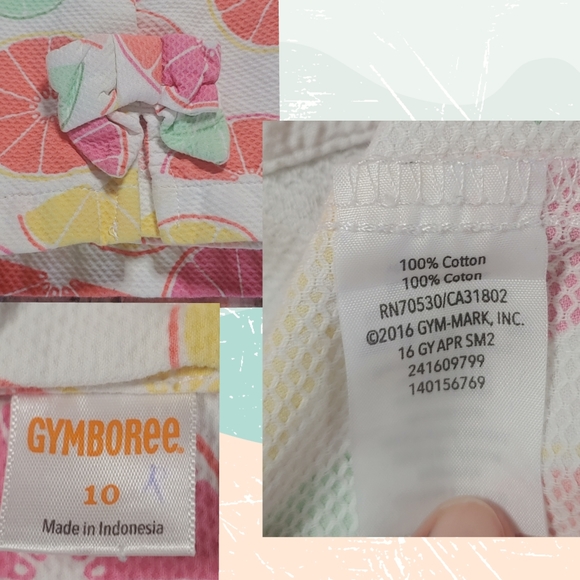 GYMBOREE
10
Made in Indonesia
100% Cotton
100% Coton
RN70530/CA31802
©2016 GYM-MARK, INC.
16 GY APR SM2
241609799
140156769